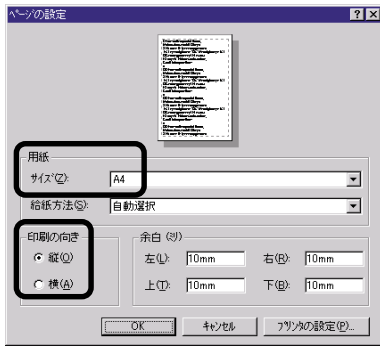 ページの設定
用紙
サイズ(Z): A4
給紙方法(S): 自動選択
印刷の向き
縦(O)
横(A)
余白 (ﾐﾘ)
左(L): 10mm 右(R): 10mm
上(T): 10mm 下(B): 10mm
OK キャンセル プリンタの設定(P)...